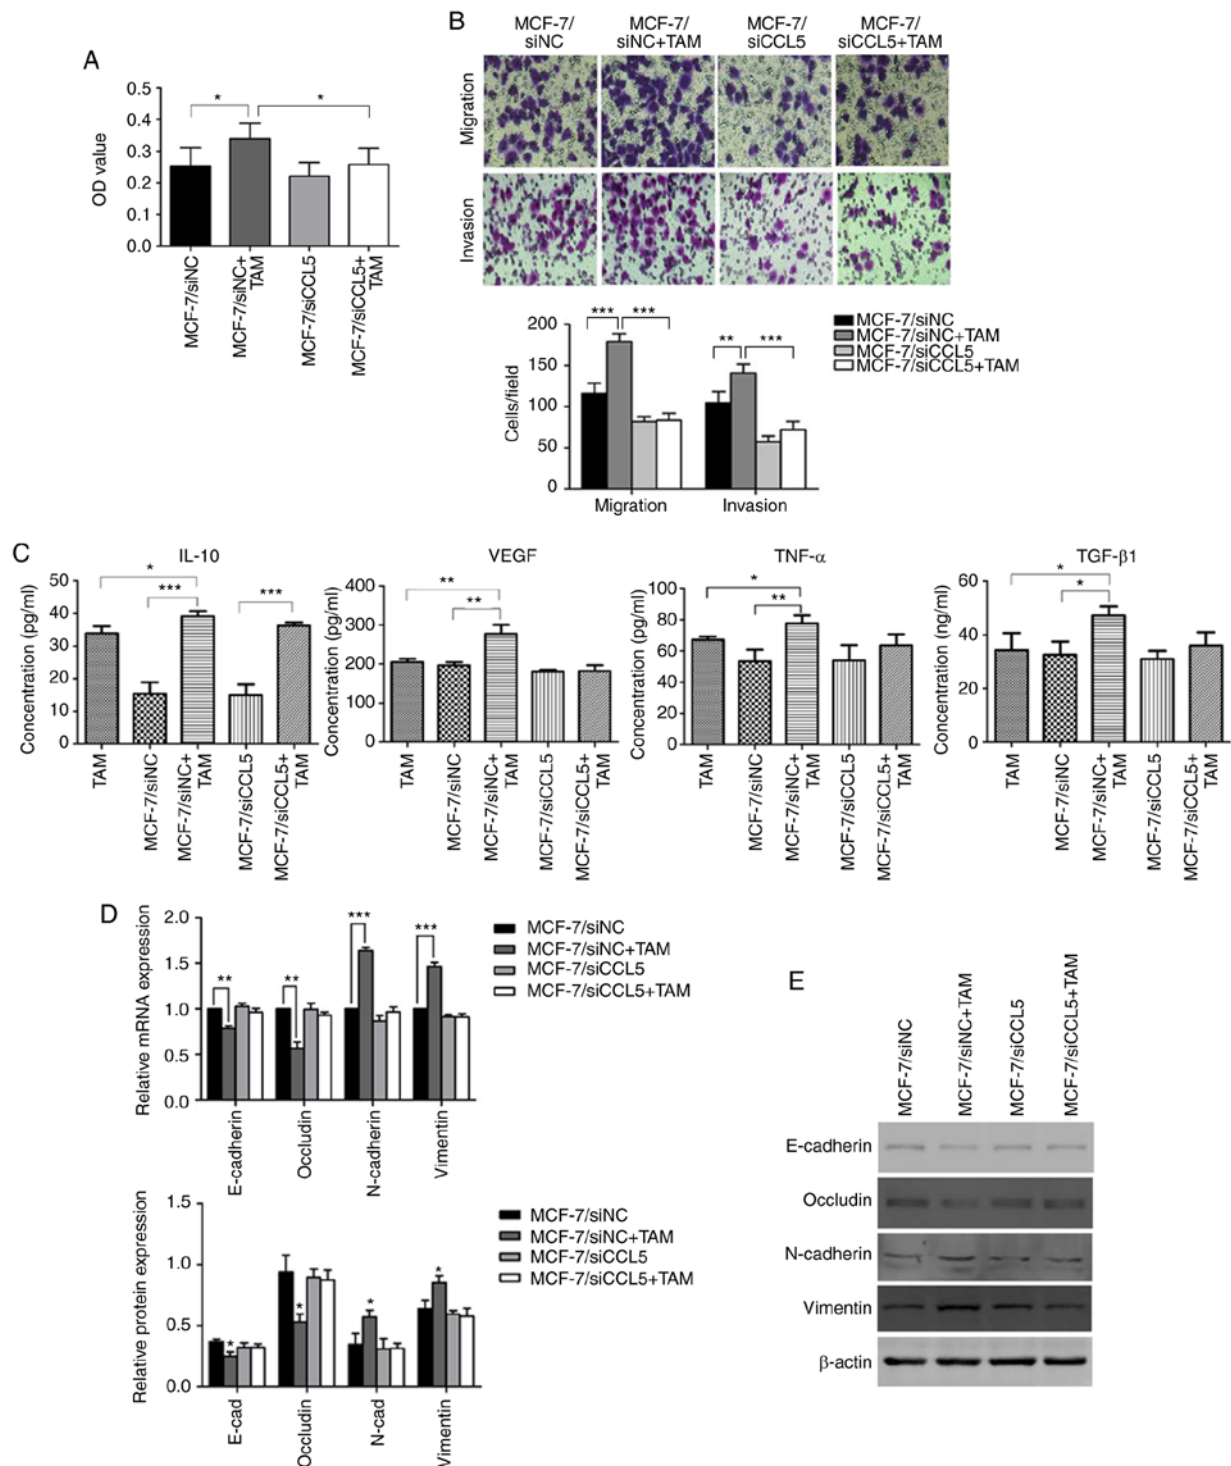 A
OD value
0.5
0.4
0.3
0.2
0.1
0.0
*
*
MCF-7/siNC
MCF-7/siNC+
TAM
MCF-7/siCCL5
MCF-7/siCCL5+
TAM
B
MCF-7/
siNC
MCF-7/
siNC+TAM
MCF-7/
siCCL5
MCF-7/
siCCL5+TAM
Migration
Invasion
Cells/field
200
150
100
50
0
***
***
**
***
Migration
Invasion
MCF-7/siNC
MCF-7/siNC+TAM
MCF-7/siCCL5
MCF-7/siCCL5+TAM
C
IL-10
Concentration (pg/ml)
50
40
30
20
10
0
*
***
***
TAM
MCF-7/siNC
MCF-7/siNC+
TAM
MCF-7/siCCL5
MCF-7/siCCL5+
TAM
VEGF
Concentration (pg/ml)
400
300
200
100
0
**
**
TAM
MCF-7/siNC
MCF-7/siNC+
TAM
MCF-7/siCCL5
MCF-7/siCCL5+
TAM
TNF-α
Concentration (pg/ml)
100
80
60
40
20
0
*
**
TAM
MCF-7/siNC
MCF-7/siNC+
TAM
MCF-7/siCCL5
MCF-7/siCCL5+
TAM
TGF-β1
Concentration (ng/ml)
60
40
20
0
*
*
TAM
MCF-7/siNC
MCF-7/siNC+
TAM
MCF-7/siCCL5
MCF-7/siCCL5+
TAM
D
Relative mRNA expression
2.0
1.5
1.0
0.5
0.0
**
**
***
***
E-cadherin
Occludin
N-cadherin
Vimentin
MCF-7/siNC
MCF-7/siNC+TAM
MCF-7/siCCL5
MCF-7/siCCL5+TAM
Relative protein expression
1.5
1.0
0.5
0.0
*
*
*
*
E-cad
Occludin
N-cad
Vimentin
MCF-7/siNC
MCF-7/siNC+TAM
MCF-7/siCCL5
MCF-7/siCCL5+TAM
E
MCF-7/siNC
MCF-7/siNC+TAM
MCF-7/siCCL5
MCF-7/siCCL5+TAM
E-cadherin
Occludin
N-cadherin
Vimentin
β-actin